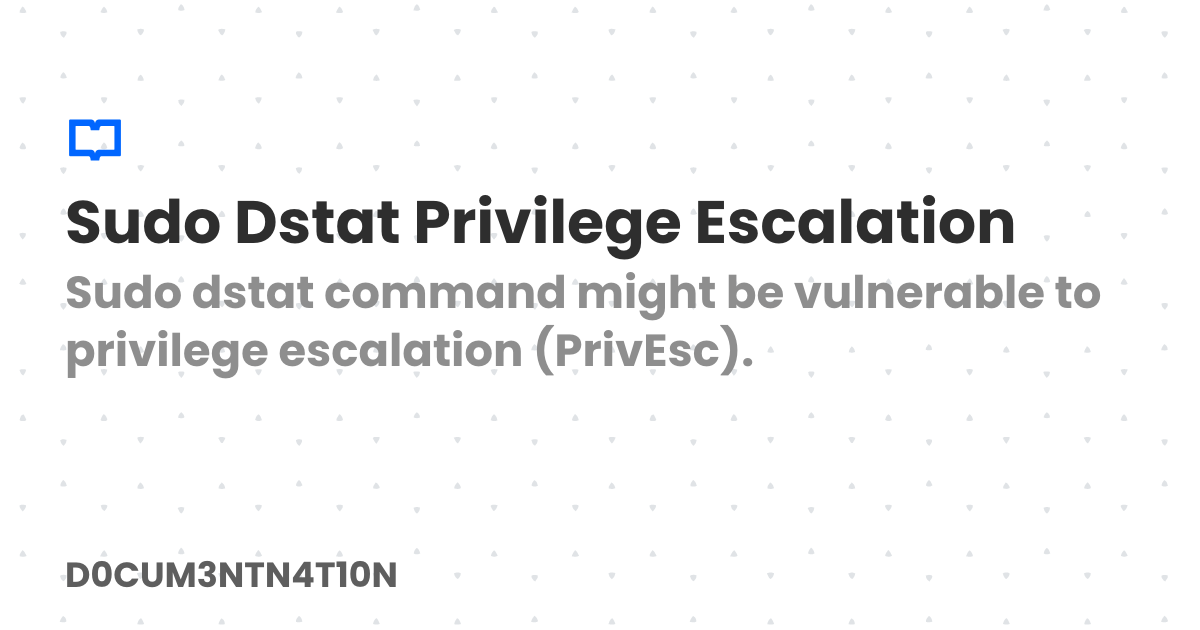 Sudo Dstat Privilege Escalation
Sudo dstat command might be vulnerable to
privilege escalation (PrivEsc).
D0CUM3NTN4T10N